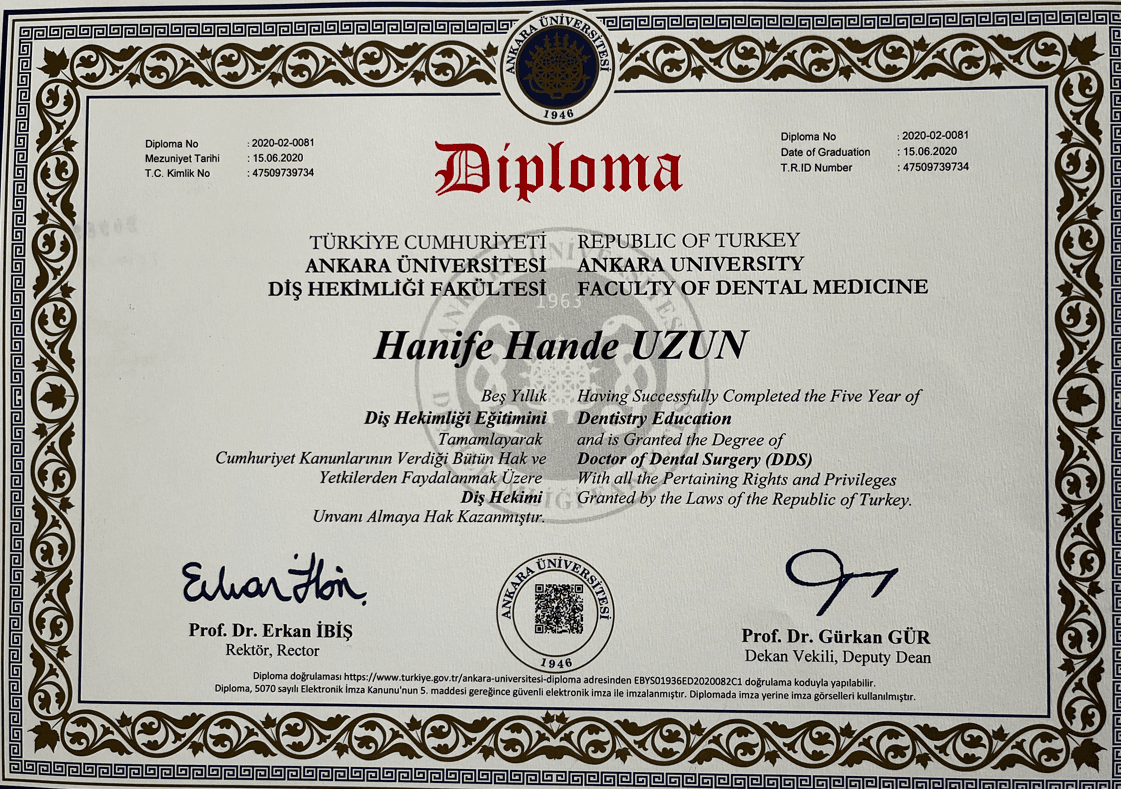 ANKARA ÜNİVERSİTESİ
1946
Diploma No : 2020-02-0081
Mezuniyet Tarihi : 15.06.2020
T.C. Kimlik No : 47509739734
Diploma
Diploma No : 2020-02-0081
Date of Graduation : 15.06.2020
T.R.ID Number : 47509739734
TÜRKİYE CUMHURİYETİ
ANKARA ÜNİVERSİTESİ
DİŞ HEKİMLİĞİ FAKÜLTESİ
REPUBLIC OF TURKEY
ANKARA UNIVERSITY
FACULTY OF DENTAL MEDICINE
1963
Hanife Hande UZUN
Beş Yıllık
Diş Hekimliği Eğitimini
Tamamlayarak
Cumhuriyet Kanunlarının Verdiği Bütün Hak ve
Yetkilerden Faydalanmak Üzere
Diş Hekimi
Unvanı Almaya Hak Kazanmıştır.
Having Successfully Completed the Five Year of
Dentistry Education
and is Granted the Degree of
Doctor of Dental Surgery (DDS)
With all the Pertaining Rights and Privileges
Granted by the Laws of the Republic of Turkey.
Prof. Dr. Erkan İBİŞ
Rektör, Rector
ANKARA ÜNİVERSİTESİ
1946
Prof. Dr. Gürkan GÜR
Dekan Vekili, Deputy Dean
Diploma doğrulaması https://www.turkiye.gov.tr/ankara-universitesi-diploma adresinden EBYS01936ED2020082C1 doğrulama koduyla yapılabilir.
Diploma, 5070 sayılı Elektronik İmza Kanunu'nun 5. maddesi gereğince güvenli elektronik imza ile imzalanmıştır. Diplomada imza yerine imza görselleri kullanılmıştır.